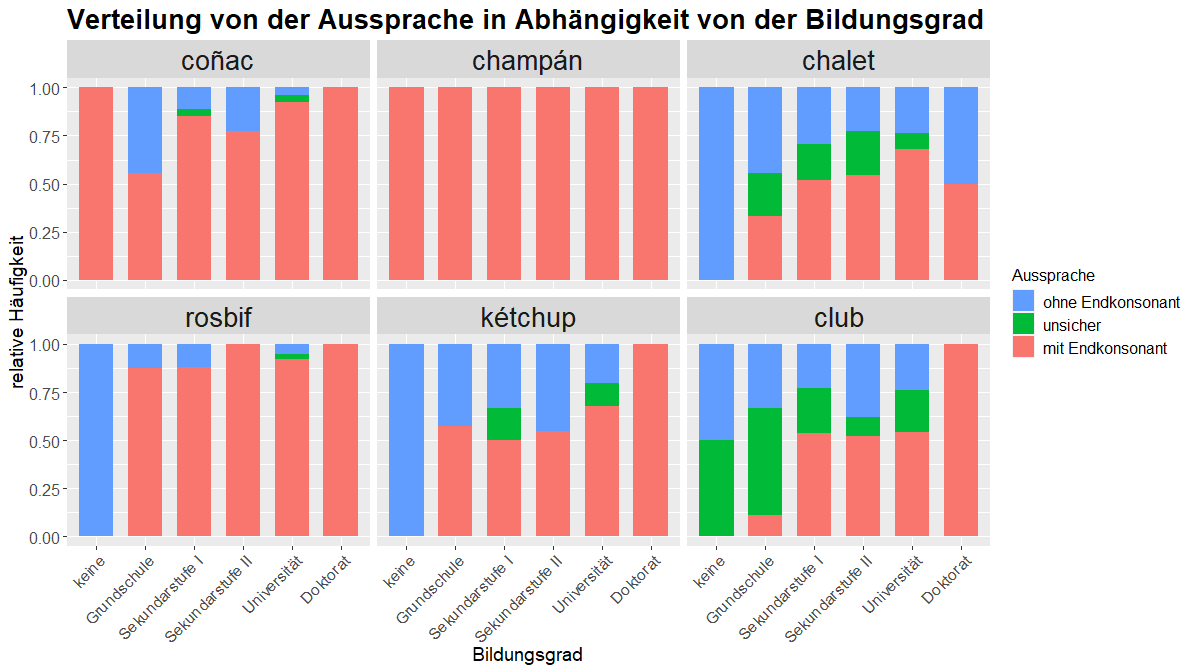 Verteilung von der Aussprache in Abhängigkeit von der Bildungsgrad
coñac
champán
chalet
1.00
0.75
0.50
0.25
0.00
rosbif
kétchup
club
1.00
0.75
0.50
0.25
0.00
relative Häufigkeit
keine
Grundschule
Sekundarstufe I
Sekundarstufe II
Universität
Doktorat
keine
Grundschule
Sekundarstufe I
Sekundarstufe II
Universität
Doktorat
keine
Grundschule
Sekundarstufe I
Sekundarstufe II
Universität
Doktorat
Bildungsgrad
Aussprache
ohne Endkonsonant
unsicher
mit Endkonsonant